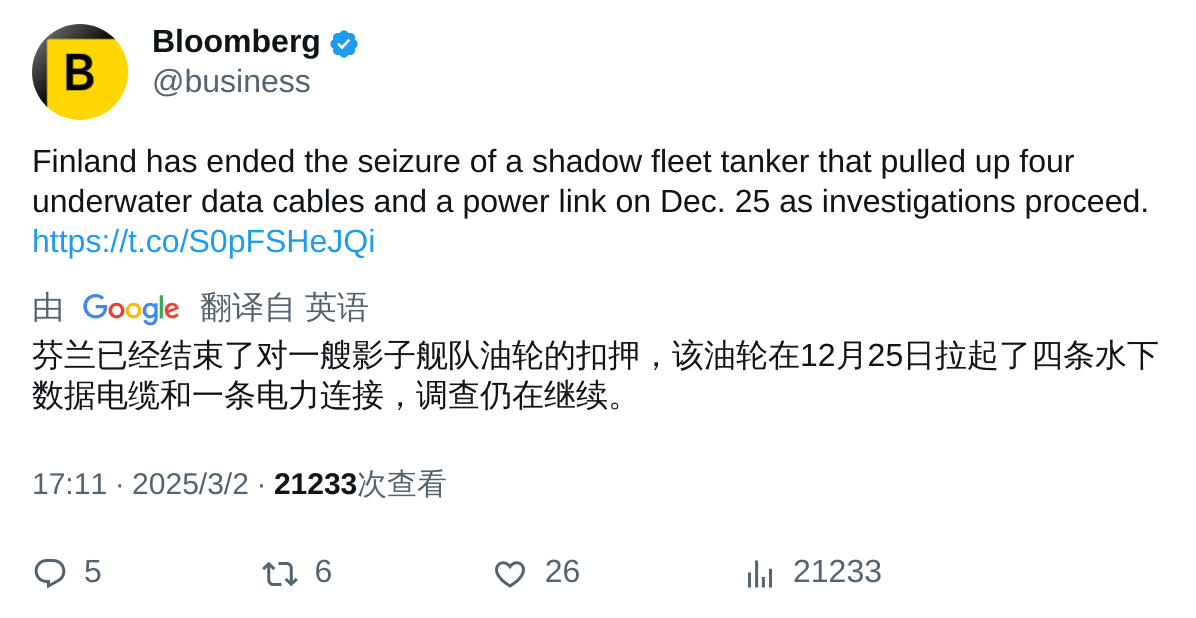 B
Bloomberg
@business
Finland has ended the seizure of a shadow fleet tanker that pulled up four
underwater data cables and a power link on Dec. 25 as investigations proceed.
https://t.co/S0pFSHeJQi
由 Google 翻译自 英语
芬兰已经结束了对一艘影子舰队油轮的扣押，该油轮在12月25日拉起了四条水下
数据电缆和一条电力连接，调查仍在继续。
17:11 · 2025/3/2 · 21233次查看
5 6 26 21233